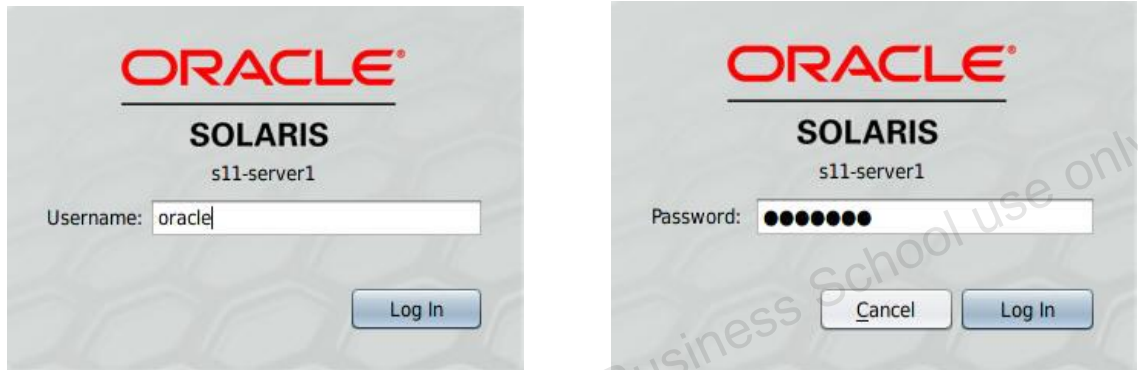 ORACLE®
SOLARIS
s11-server1
Username: oracle
Log In
ORACLE®
SOLARIS
s11-server1
Password: ●●●●●●●
Cancel Log In
Business School use only